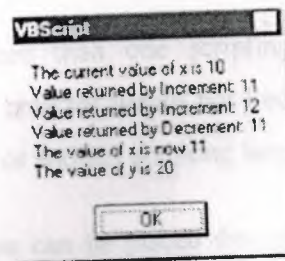 VBScript
The current value of x is 10
Value returned by Increment: 11
Value returned by Increment: 12
Value returned by Decrement: 11
The value of x is now 11
The value of y is 20
OK